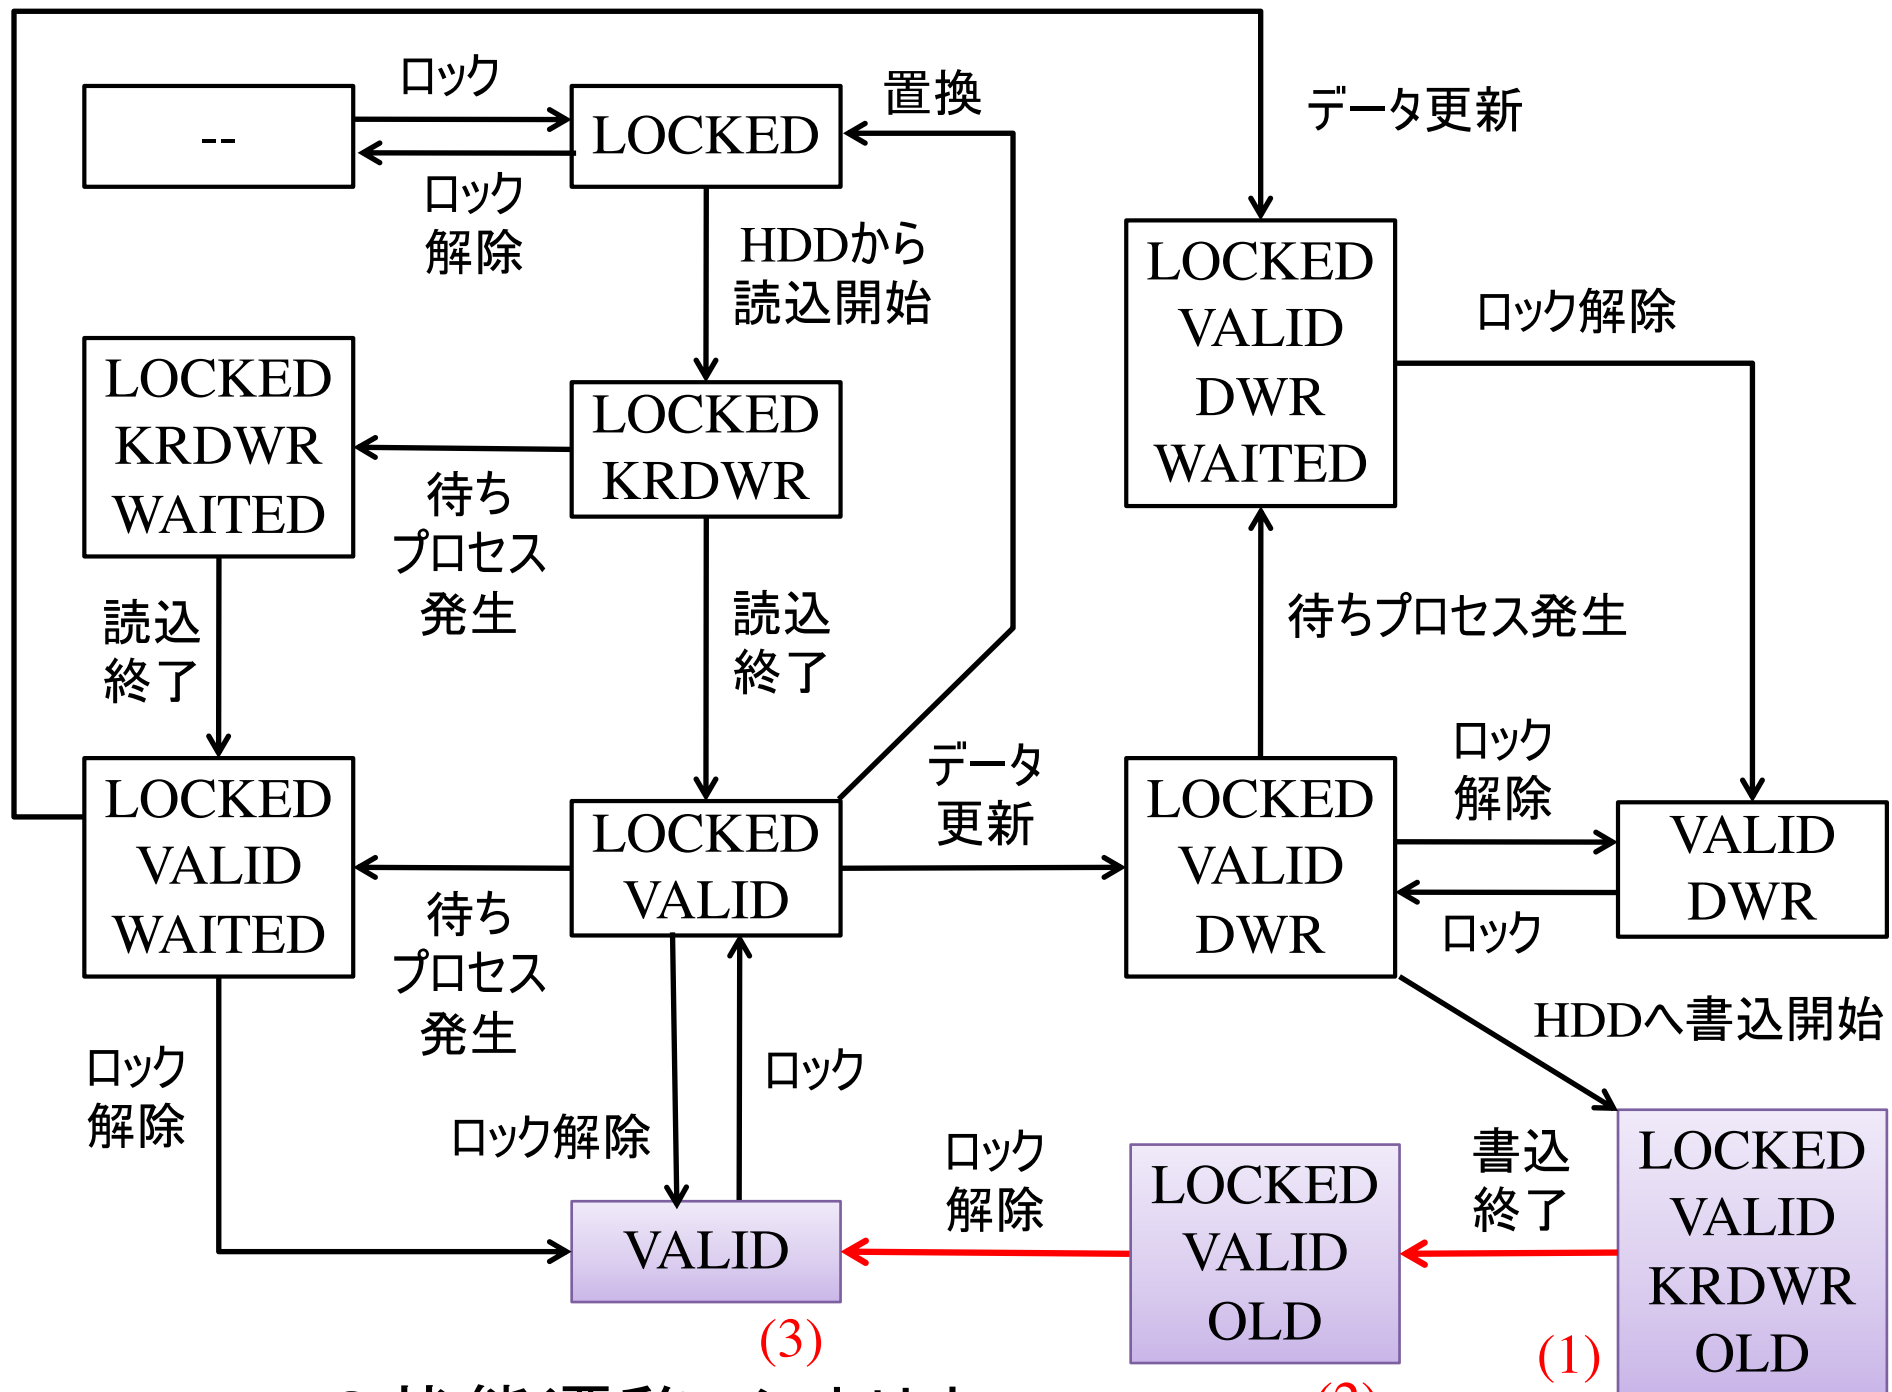 ロック
置換
データ更新
--
LOCKED
ロック
解除
HDDから
読込開始
LOCKED
VALID
DWR
WAITED
ロック解除
LOCKED
KRDWR
WAITED
LOCKED
KRDWR
待ち
プロセス
発生
読込
終了
読込
終了
待ちプロセス発生
データ
更新
ロック
解除
LOCKED
VALID
WAITED
LOCKED
VALID
LOCKED
VALID
DWR
VALID
DWR
ロック
待ち
プロセス
発生
HDDへ書込開始
ロック
解除
ロック
ロック解除
ロック
解除
書込
終了
VALID
(3)
LOCKED
VALID
OLD
LOCKED
VALID
KRDWR
OLD
(1)